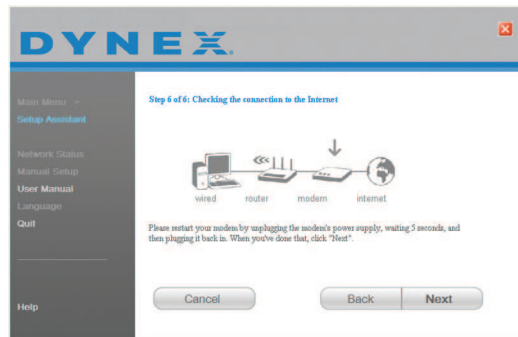 DYNEX
Main Menu
Setup Assistant
Network Status
Manual Setup
User Manual
Language
Quit
Help
Step 6 of 6: Checking the connection to the Internet
wired router modem internet
Please restart your modem by unplugging the modem's power supply, waiting 5 seconds, and
then plugging it back in. When you've done that, click "Next".
Cancel Back Next